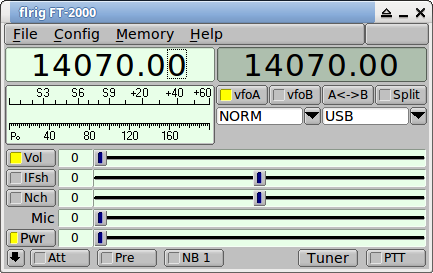 flrig FT-2000
File Config Memory Help
14070.00 14070.00
S3 S6 S9 +20 +40 +60
Po 40 80 120 160
vfoA vfoB A<->B Split
NORM USB
Vol 0
IFsh 0
Nch 0
Mic 0
Pwr 0
Att Pre NB 1 Tuner PTT